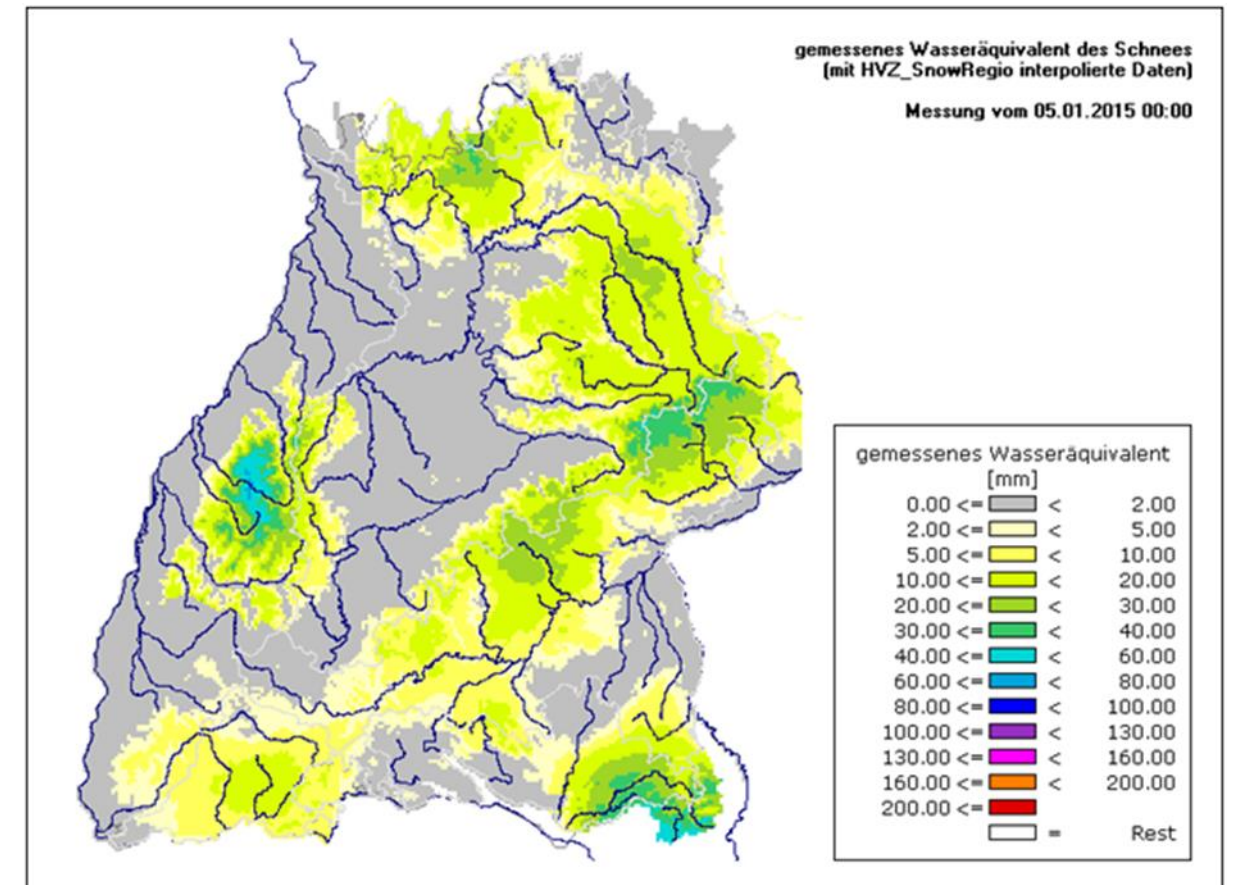 gemessenes Wasseräquivalent des Schnees
(mit HVZ_SnowRegio interpolierte Daten)
Messung vom 05.01.2015 00:00
gemessenes Wasseräquivalent
[mm]
0.00 <= < 2.00
2.00 <= < 5.00
5.00 <= < 10.00
10.00 <= < 20.00
20.00 <= < 30.00
30.00 <= < 40.00
40.00 <= < 60.00
60.00 <= < 80.00
80.00 <= < 100.00
100.00 <= < 130.00
130.00 <= < 160.00
160.00 <= < 200.00
200.00 <=
= Rest